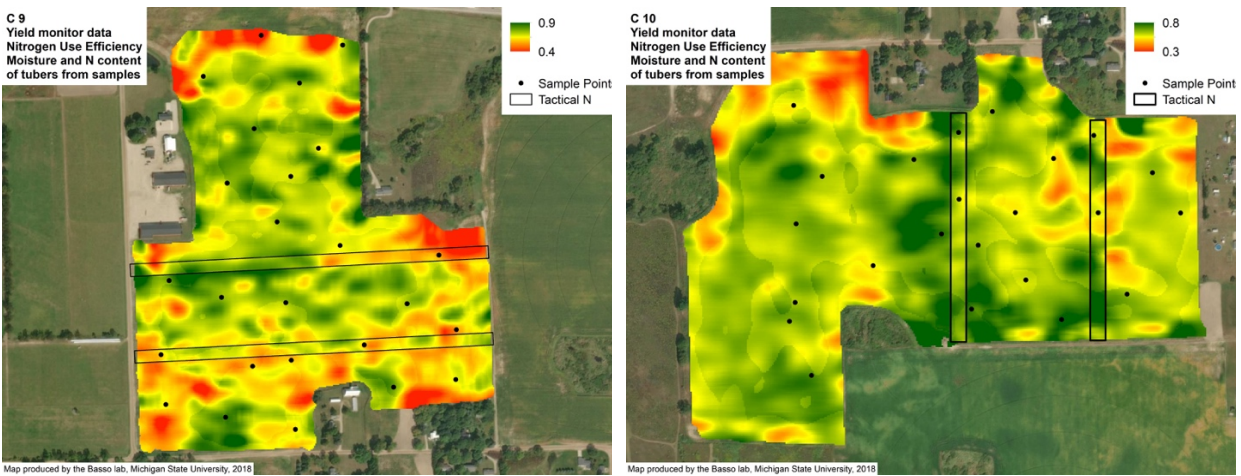 C 9
Yield monitor data
Nitrogen Use Efficiency
Moisture and N content
of tubers from samples
0.9
0.4
Sample Points
Tactical N
Map produced by the Basso lab, Michigan State University, 2018
C 10
Yield monitor data
Nitrogen Use Efficiency
Moisture and N content
of tubers from samples
0.8
0.3
Sample Points
Tactical N
Map produced by the Basso lab, Michigan State University, 2018